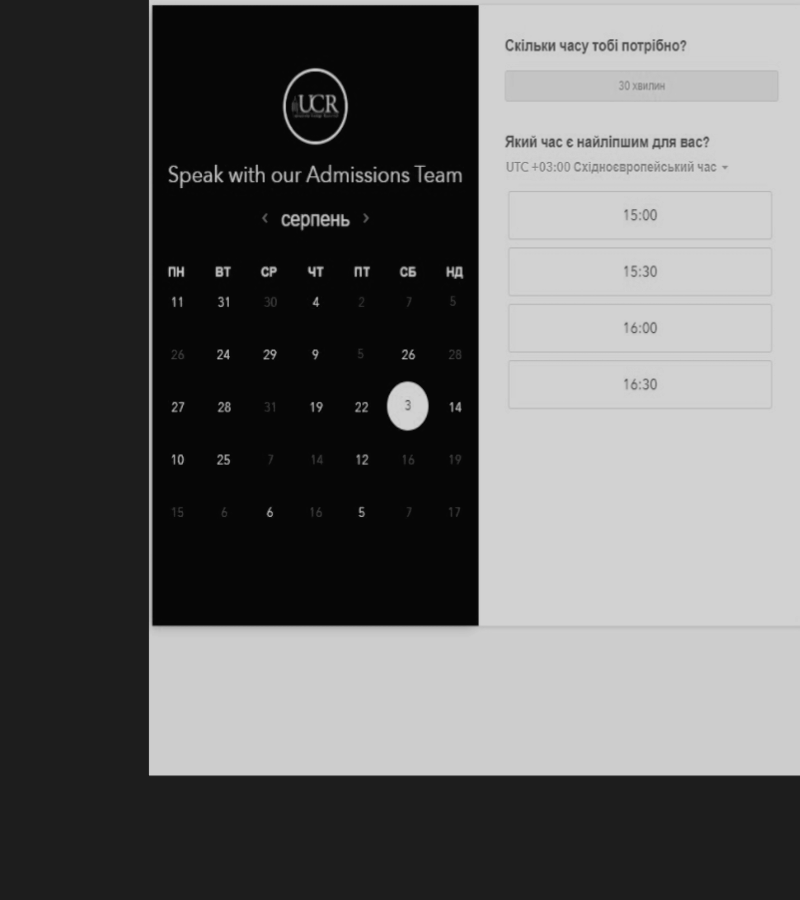 UCR
Speak with our Admissions Team
‹ серпень ›
ПН ВТ СР ЧТ ПТ СБ НД
11 31 30 4 2 7 5
26 24 29 9 5 26 28
27 28 31 19 22 3 14
10 25 7 14 12 16 19
15 6 6 16 5 7 17
Скільки часу тобі потрібно?
30 хвилин
Який час є найліпшим для вас?
UTC +03:00 Східноєвропейський час
15:00
15:30
16:00
16:30